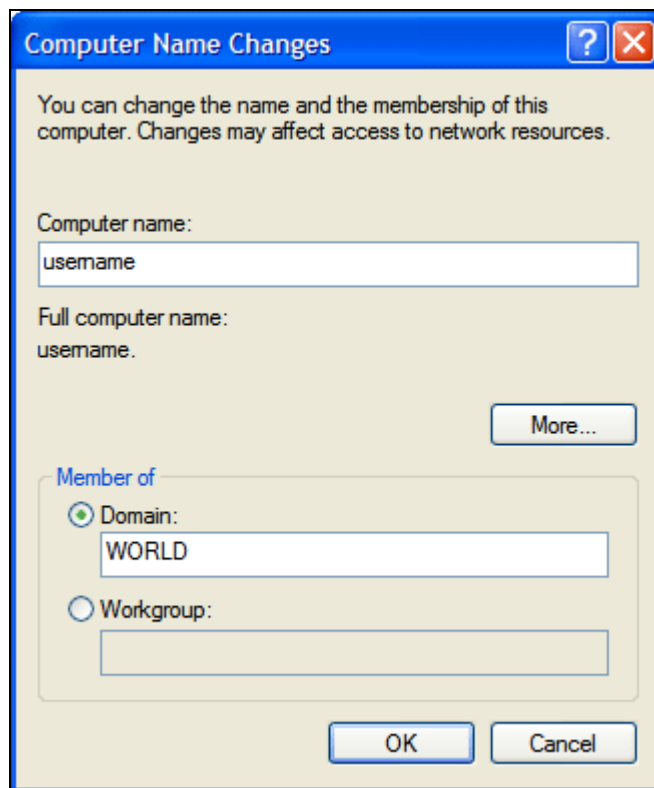 Computer Name Changes
You can change the name and the membership of this
computer. Changes may affect access to network resources.
Computer name:
username
Full computer name:
username.
More...
Member of
Domain:
WORLD
Workgroup:
OK Cancel